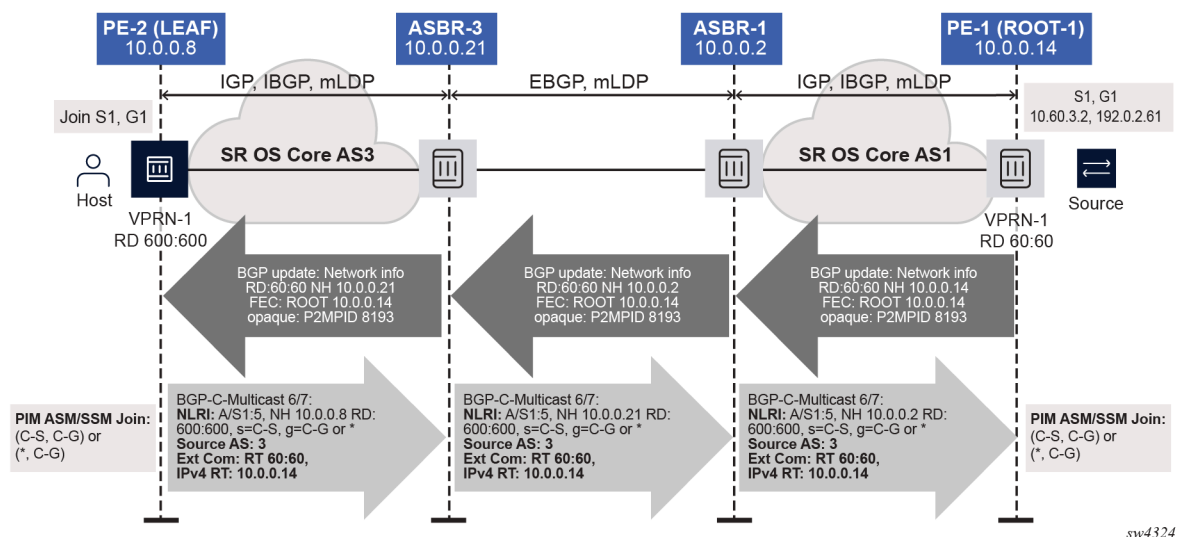 PE-2 (LEAF)
10.0.0.8
ASBR-3
10.0.0.21
ASBR-1
10.0.0.2
PE-1 (ROOT-1)
10.0.0.14
IGP, IBGP, mLDP
EBGP, mLDP
IGP, IBGP, mLDP
Join S1, G1
S1, G1
10.60.3.2, 192.0.2.61
SR OS Core AS3
SR OS Core AS1
Host
Source
VPRN-1
RD 600:600
VPRN-1
RD 60:60
BGP update: Network info
RD:60:60 NH 10.0.0.21
FEC: ROOT 10.0.0.14
opaque: P2MPID 8193
BGP update: Network info
RD:60:60 NH 10.0.0.2
FEC: ROOT 10.0.0.14
opaque: P2MPID 8193
BGP update: Network info
RD:60:60 NH 10.0.0.14
FEC: ROOT 10.0.0.14
opaque: P2MPID 8193
PIM ASM/SSM Join:
(C-S, C-G) or
(*, C-G)
BGP-C-Multicast 6/7:
NLRI: A/S1:5, NH 10.0.0.8 RD:
600:600, s=C-S, g=C-G or *
Source AS: 3
Ext Com: RT 60:60,
IPv4 RT: 10.0.0.14
BGP-C-Multicast 6/7:
NLRI: A/S1:5, NH 10.0.0.21 RD:
600:600, s=C-S, g=C-G or *
Source AS: 3
Ext Com: RT 60:60,
IPv4 RT: 10.0.0.14
BGP-C-Multicast 6/7:
NLRI: A/S1:5, NH 10.0.0.2 RD:
600:600, s=C-S, g=C-G or *
Source AS: 3
Ext Com: RT 60:60,
IPv4 RT: 10.0.0.14
PIM ASM/SSM Join:
(C-S, C-G) or
(*, C-G)
sw4324